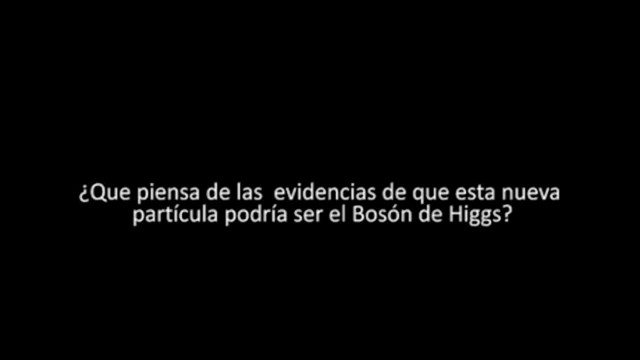 ¿Que piensa de las  evidencias de que esta nueva
partícula podría ser el Bosón de Higgs?